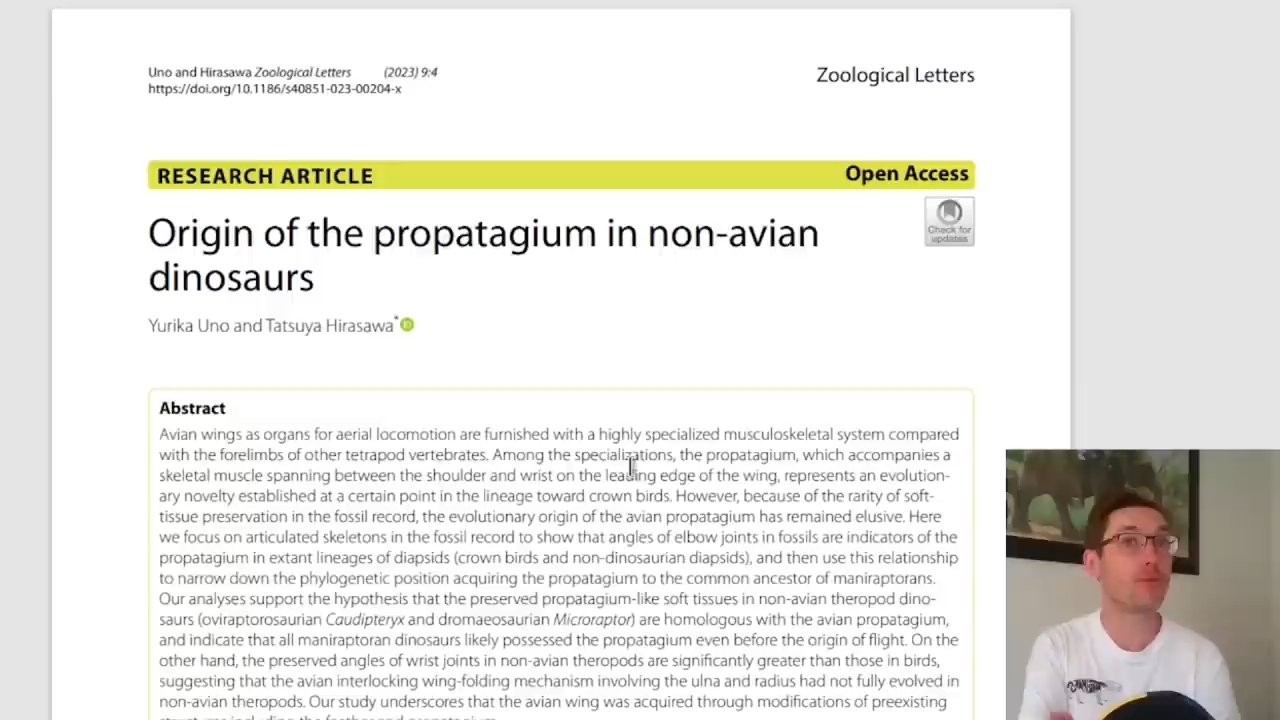 Uno and Hirasawa Zoological Letters (2023) 9:4
https://doi.org/10.1186/s40851-023-00204-x
Zoological Letters
RESEARCH ARTICLE
Open Access
Origin of the propatagium in non-avian
dinosaurs
Check for
updates
Yurika Uno and Tatsuya Hirasawa*
Abstract
Avian wings as organs for aerial locomotion are furnished with a highly specialized musculoskeletal system compared
with the forelimbs of other tetrapod vertebrates. Among the specializations, the propatagium, which accompanies a
skeletal muscle spanning between the shoulder and wrist on the leading edge of the wing, represents an evolution-
ary novelty established at a certain point in the lineage toward crown birds. However, because of the rarity of soft-
tissue preservation in the fossil record, the evolutionary origin of the avian propatagium has remained elusive. Here
we focus on articulated skeletons in the fossil record to show that angles of elbow joints in fossils are indicators of the
propatagium in extant lineages of diapsids (crown birds and non-dinosaurian diapsids), and then use this relationship
to narrow down the phylogenetic position acquiring the propatagium to the common ancestor of maniraptorans.
Our analyses support the hypothesis that the preserved propatagium-like soft tissues in non-avian theropod dino-
saurs (oviraptorosaurian Caudipteryx and dromaeosaurian Microraptor) are homologous with the avian propatagium,
and indicate that all maniraptoran dinosaurs likely possessed the propatagium even before the origin of flight. On the
other hand, the preserved angles of wrist joints in non-avian theropods are significantly greater than those in birds,
suggesting that the avian interlocking wing-folding mechanism involving the ulna and radius had not fully evolved in
non-avian theropods. Our study underscores that the avian wing was acquired through modifications of preexisting